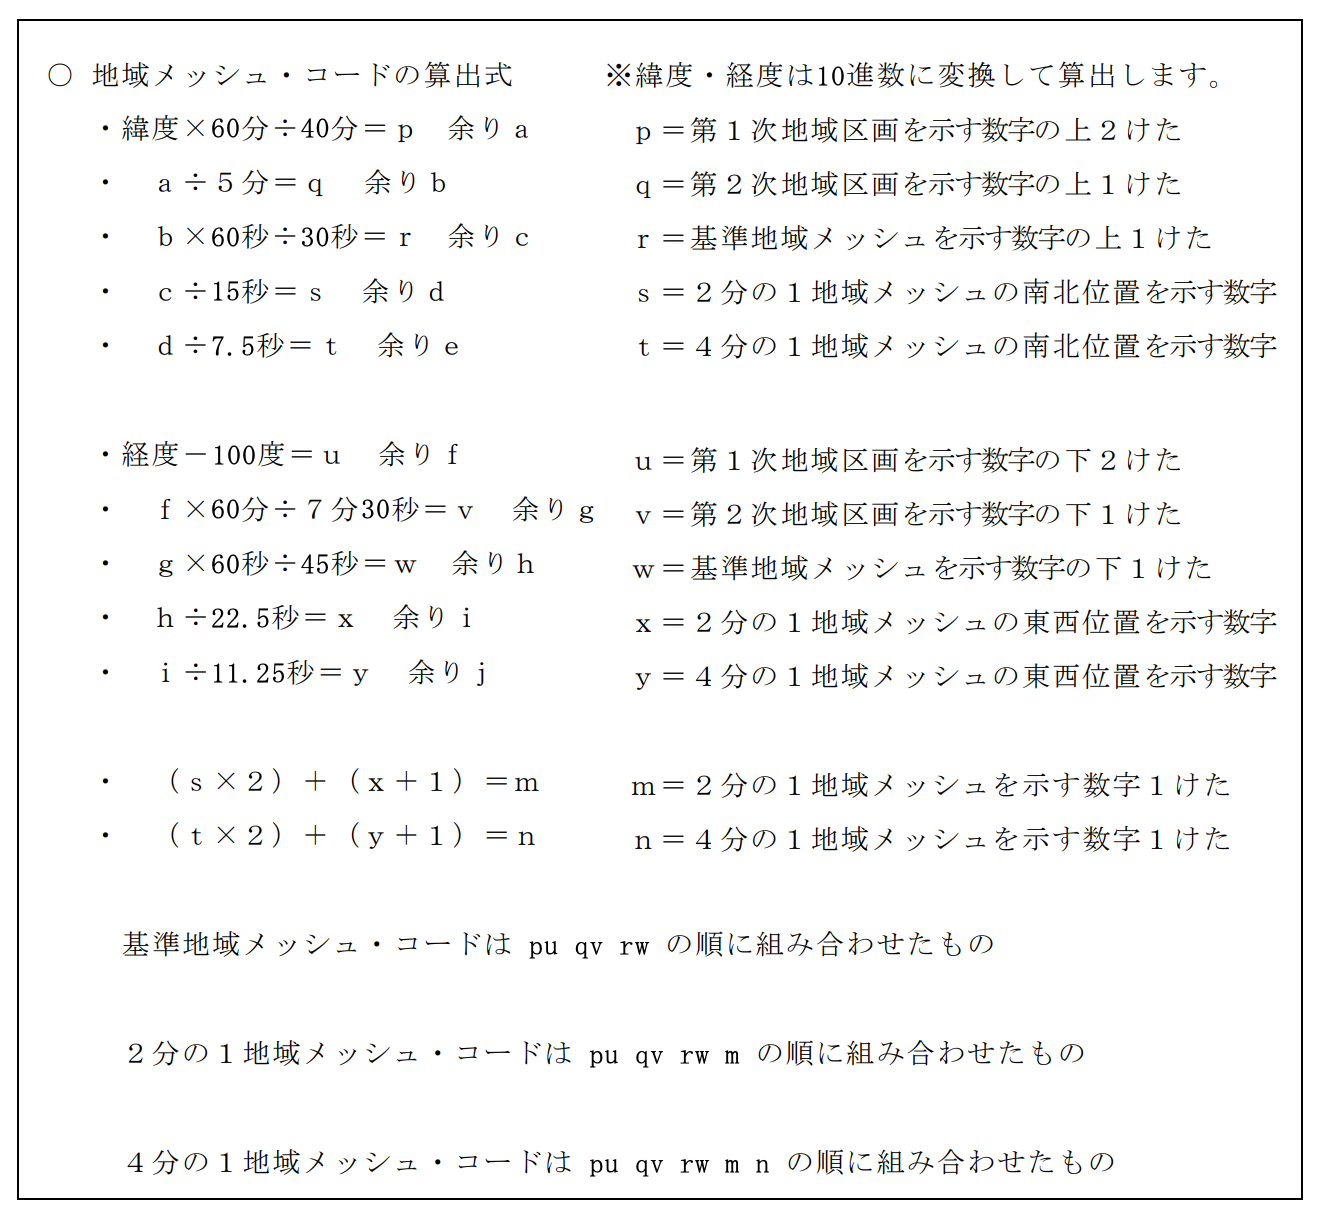 ○ 地域メッシュ・コードの算出式 ※緯度・経度は10進数に変換して算出します。
・緯度×60分÷40分＝ｐ 余りａ ｐ＝第１次地域区画を示す数字の上２けた
・ ａ÷５分＝ｑ 余りｂ ｑ＝第２次地域区画を示す数字の上１けた
・ ｂ×60秒÷30秒＝ｒ 余りｃ ｒ＝基準地域メッシュを示す数字の上１けた
・ ｃ÷15秒＝ｓ 余りｄ ｓ＝２分の１地域メッシュの南北位置を示す数字
・ ｄ÷7.5秒＝ｔ 余りｅ ｔ＝４分の１地域メッシュの南北位置を示す数字
・経度－100度＝ｕ 余りｆ ｕ＝第１次地域区画を示す数字の下２けた
・ ｆ×60分÷７分30秒＝ｖ 余りｇ ｖ＝第２次地域区画を示す数字の下１けた
・ ｇ×60秒÷45秒＝ｗ 余りｈ ｗ＝基準地域メッシュを示す数字の下１けた
・ ｈ÷22.5秒＝ｘ 余りｉ ｘ＝２分の１地域メッシュの東西位置を示す数字
・ ｉ÷11.25秒＝ｙ 余りｊ ｙ＝４分の１地域メッシュの東西位置を示す数字
・ （ｓ×２）＋（ｘ＋１）＝ｍ ｍ＝２分の１地域メッシュを示す数字１けた
・ （ｔ×２）＋（ｙ＋１）＝ｎ ｎ＝４分の１地域メッシュを示す数字１けた
基準地域メッシュ・コードは pu qv rw の順に組み合わせたもの
２分の１地域メッシュ・コードは pu qv rw m の順に組み合わせたもの
４分の１地域メッシュ・コードは pu qv rw m n の順に組み合わせたもの